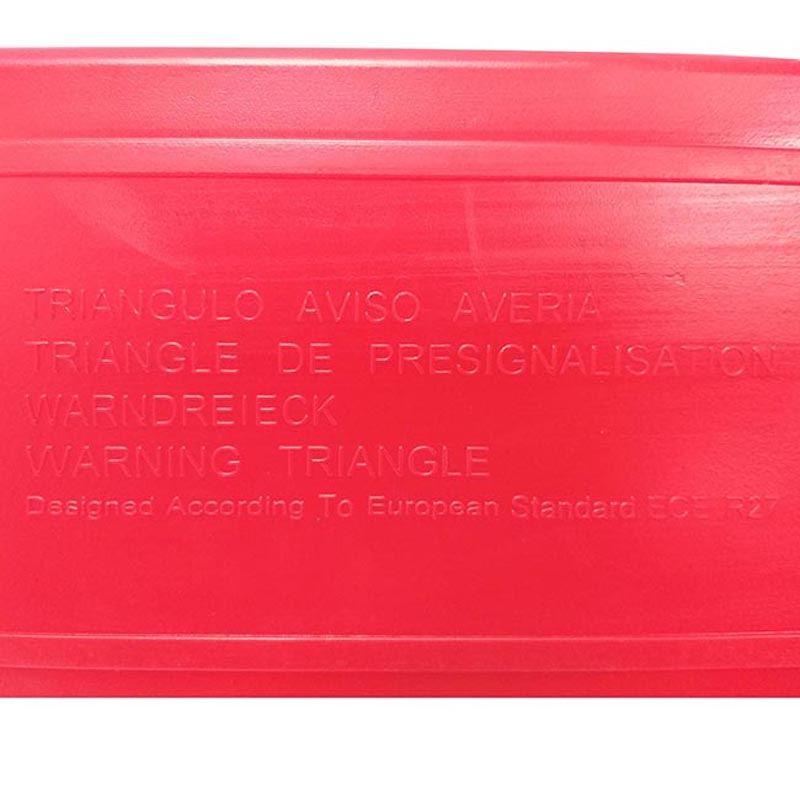 TRIANGULO AVISO AVERIA
TRIANGLE DE PRESIGNALISATION
WARNDREIECK
WARNING TRIANGLE
Designed According To European Standard ECE R27